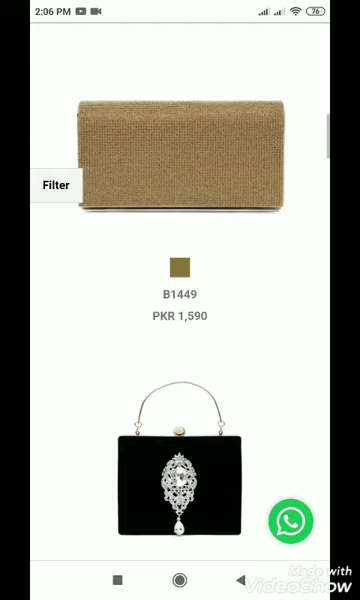 2:06 PM
76
Filter
B1449
PKR 1,590
Made with
VideoShow